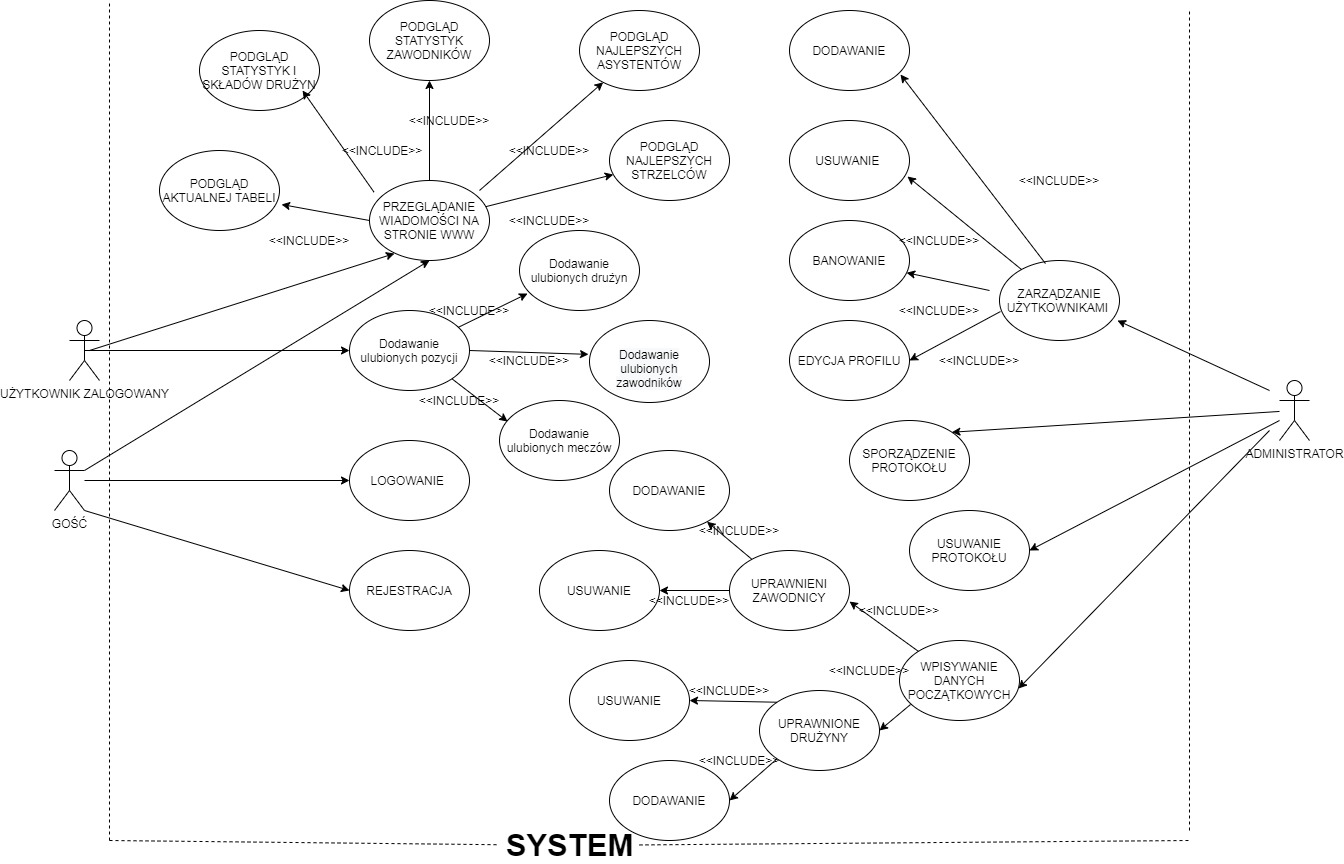 PODGLĄD
STATYSTYK
ZAWODNIKÓW
PODGLĄD
STATYSTYK I
SKŁADÓW DRUŻYN
PODGLĄD
NAJLEPSZYCH
ASYSTENTÓW
DODAWANIE
<<INCLUDE>>
<<INCLUDE>>
<<INCLUDE>>
PODGLĄD
NAJLEPSZYCH
STRZELCÓW
USUWANIE
PODGLĄD
AKTUALNEJ TABELI
<<INCLUDE>>
PRZEGLĄDANIE
WIADOMOŚCI NA
STRONIE WWW
<<INCLUDE>>
<<INCLUDE>>
<<INCLUDE>>
BANOWANIE
Dodawanie
ulubionych drużyn
ZARZĄDZANIE
UŻYTKOWNIKAMI
<<INCLUDE>>
<<INCLUDE>>
Dodawanie
ulubionych pozycji
<<INCLUDE>>
Dodawanie
ulubionych
zawodników
EDYCJA PROFILU
<<INCLUDE>>
UŻYTKOWNIK ZALOGOWANY
<<INCLUDE>>
Dodawanie
ulubionych meczów
SPORZĄDZENIE
PROTOKOŁU
ADMINISTRATOR
LOGOWANIE
DODAWANIE
GOŚĆ
<<INCLUDE>>
USUWANIE
PROTOKOŁU
REJESTRACJA
USUWANIE
<<INCLUDE>>
UPRAWNIENI
ZAWODNICY
<<INCLUDE>>
<<INCLUDE>>
WPISYWANIE
DANYCH
POCZĄTKOWYCH
USUWANIE
<<INCLUDE>>
UPRAWNIONE
DRUŻYNY
<<INCLUDE>>
DODAWANIE
SYSTEM